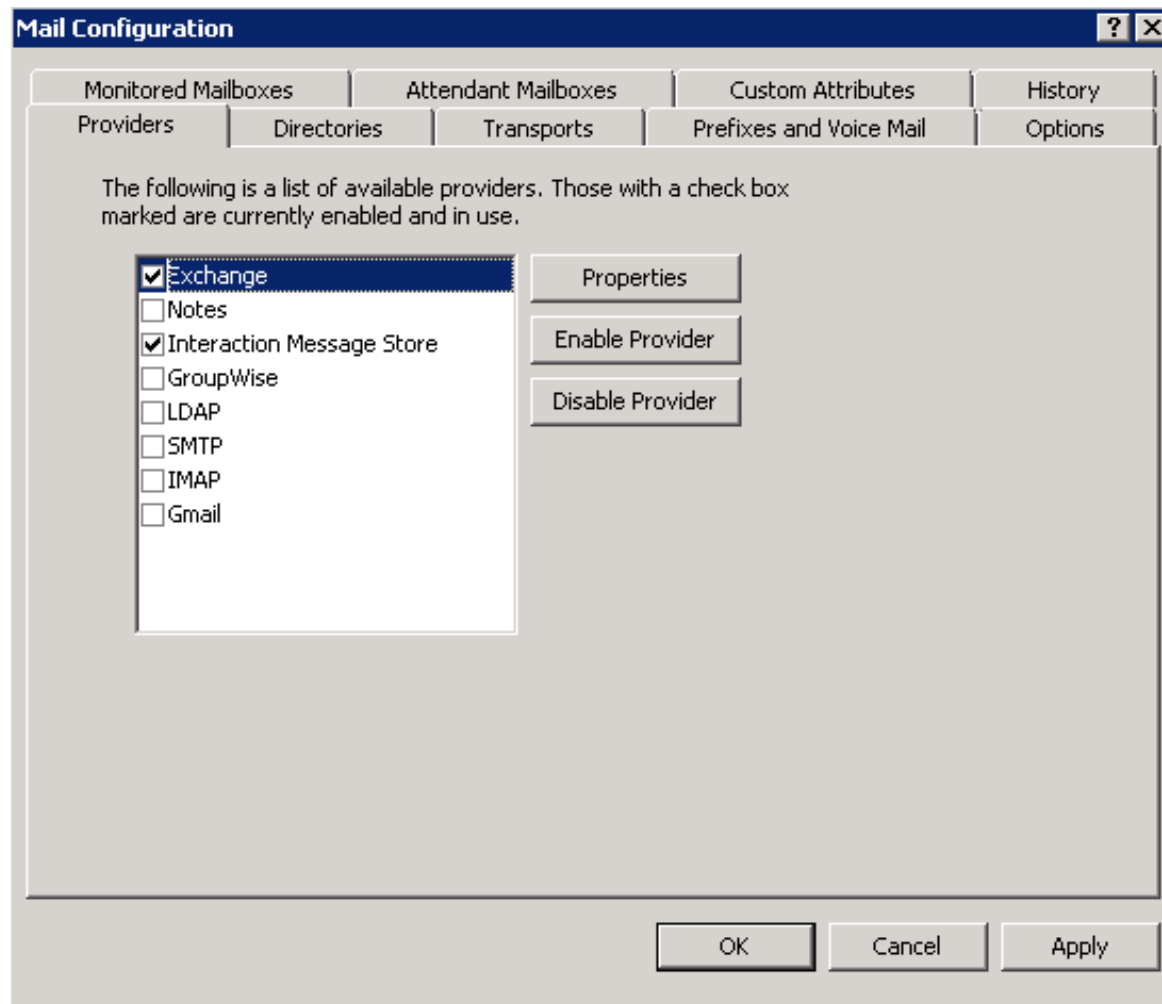 Mail Configuration
Monitored Mailboxes
Attendant Mailboxes
Custom Attributes
History
Providers
Directories
Transports
Prefixes and Voice Mail
Options
The following is a list of available providers. Those with a check box
marked are currently enabled and in use.
Exchange
Notes
Interaction Message Store
GroupWise
LDAP
SMTP
IMAP
Gmail
Properties
Enable Provider
Disable Provider
OK
Cancel
Apply